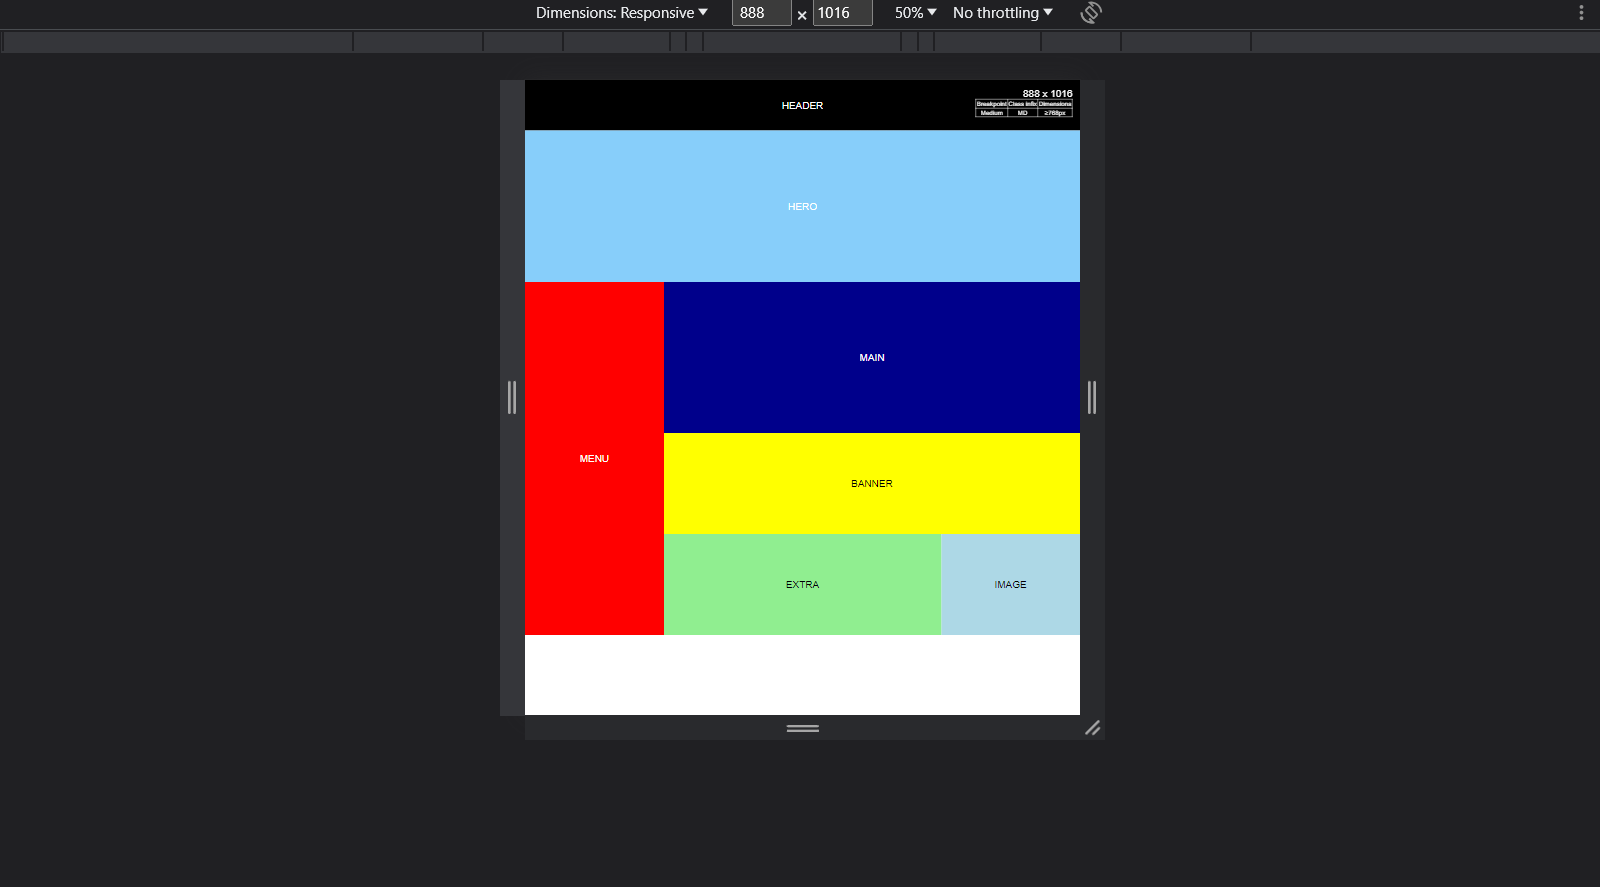 Dimensions: Responsive 888 × 1016 50% No throttling
888 x 1016
HEADER
Breakpoint Class infix Dimensions
Medium MD ≥768px
HERO
MAIN
MENU
BANNER
EXTRA IMAGE